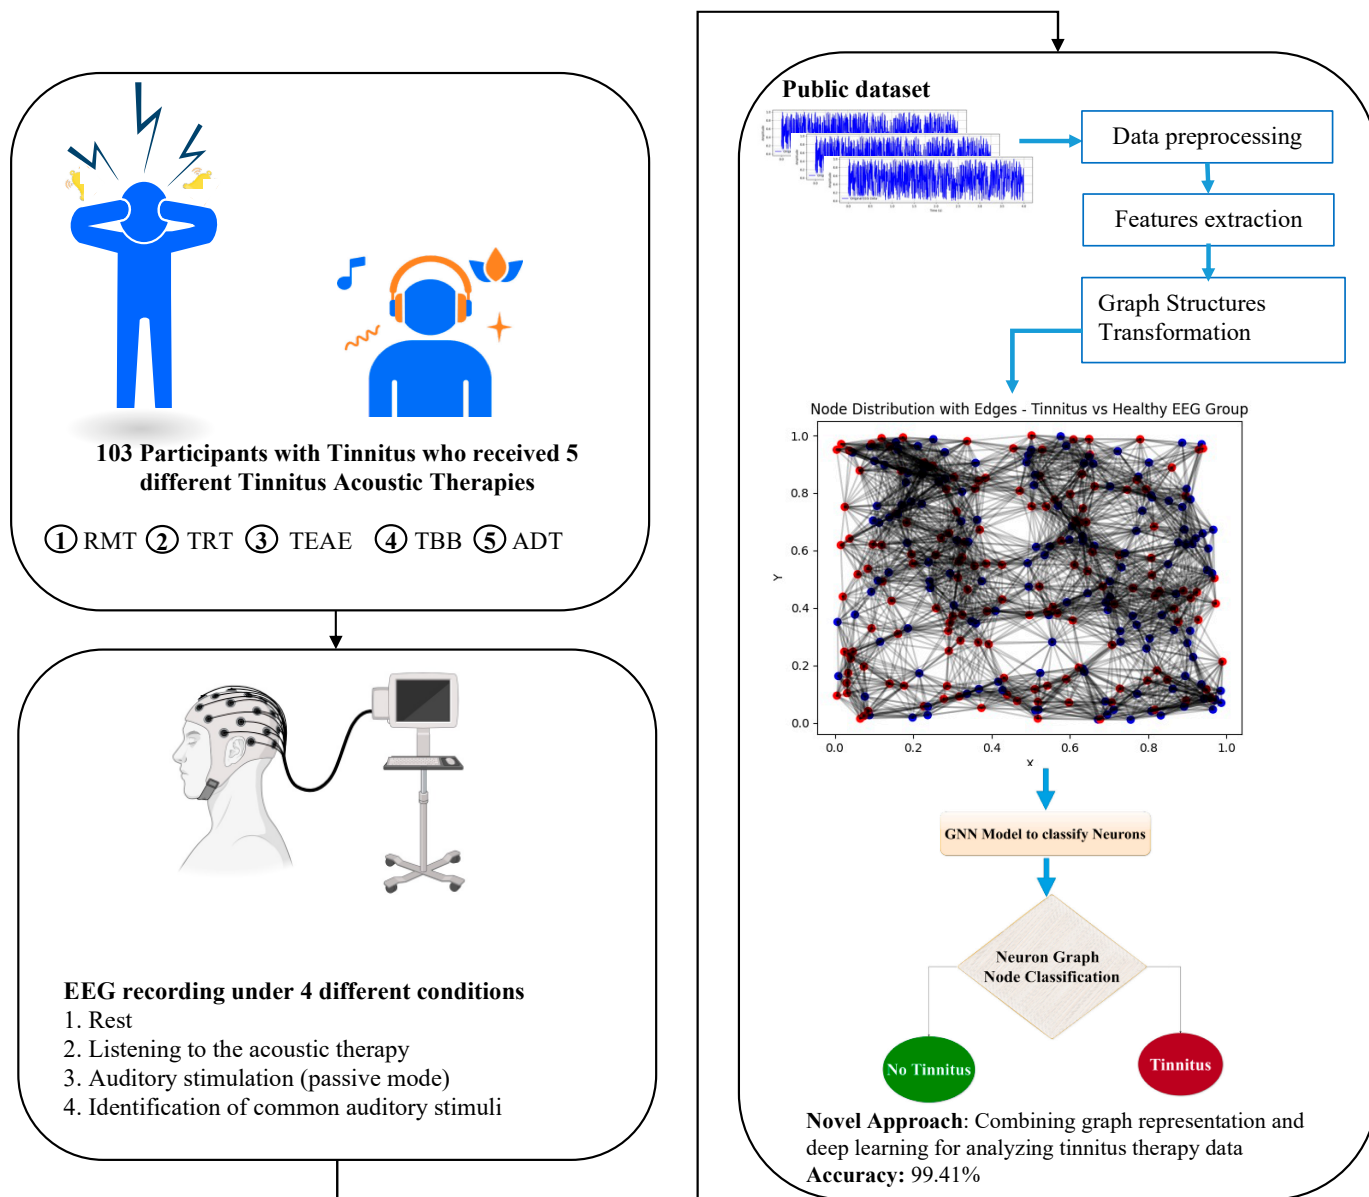 103 Participants with Tinnitus who received 5
different Tinnitus Acoustic Therapies
1 RMT 2 TRT 3 TEAE 4 TBB 5 ADT
EEG recording under 4 different conditions
1. Rest
2. Listening to the acoustic therapy
3. Auditory stimulation (passive mode)
4. Identification of common auditory stimuli
Public dataset
Data preprocessing
Features extraction
Graph Structures
Transformation
Node Distribution with Edges - Tinnitus vs Healthy EEG Group
1.0
0.8
0.6
Y
0.4
0.2
0.0
0.0 0.2 0.4 0.6 0.8 1.0
X
GNN Model to classify Neurons
Neuron Graph
Node Classification
No Tinnitus
Tinnitus
Novel Approach: Combining graph representation and
deep learning for analyzing tinnitus therapy data
Accuracy: 99.41%